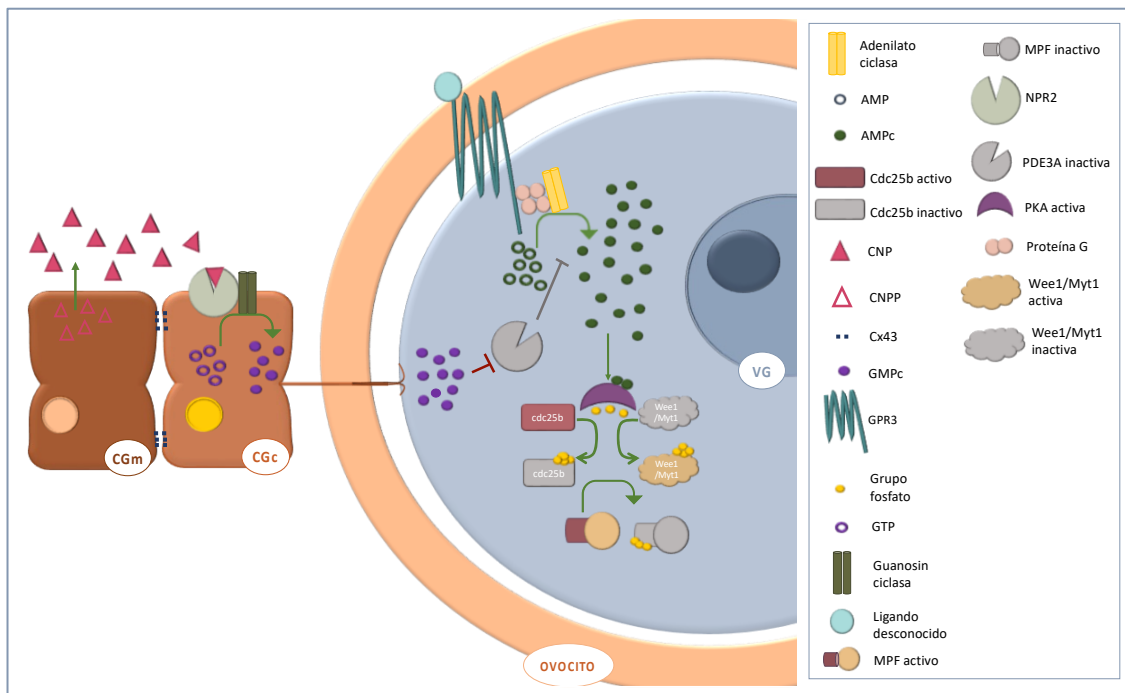 CGm
CGc
OVOCITO
VG
cdc25b
Wee1
/Myt1
cdc25b
Wee1
/Myt1
Adenilato
ciclasa
AMP
AMPc
Cdc25b activo
Cdc25b inactivo
CNP
CNPP
Cx43
GMPc
GPR3
Grupo
fosfato
GTP
Guanosin
ciclasa
Ligando
desconocido
MPF activo
MPF inactivo
NPR2
PDE3A inactiva
PKA activa
Proteína G
Wee1/Myt1
activa
Wee1/Myt1
inactiva